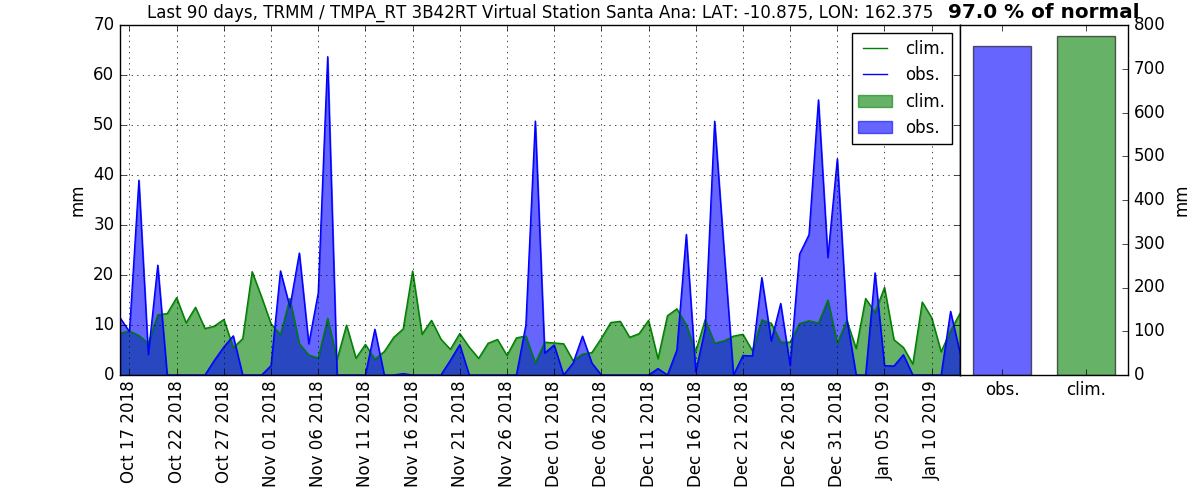 Last 90 days, TRMM / TMPA_RT 3B42RT Virtual Station Santa Ana: LAT: -10.875, LON: 162.375
97.0 % of normal
70
60
50
40
30
20
10
0
mm
clim.
obs.
clim.
obs.
800
700
600
500
400
300
200
100
0
mm
obs.
clim.
Oct 17 2018
Oct 22 2018
Oct 27 2018
Nov 01 2018
Nov 06 2018
Nov 11 2018
Nov 16 2018
Nov 21 2018
Nov 26 2018
Dec 01 2018
Dec 06 2018
Dec 11 2018
Dec 16 2018
Dec 21 2018
Dec 26 2018
Dec 31 2018
Jan 05 2019
Jan 10 2019